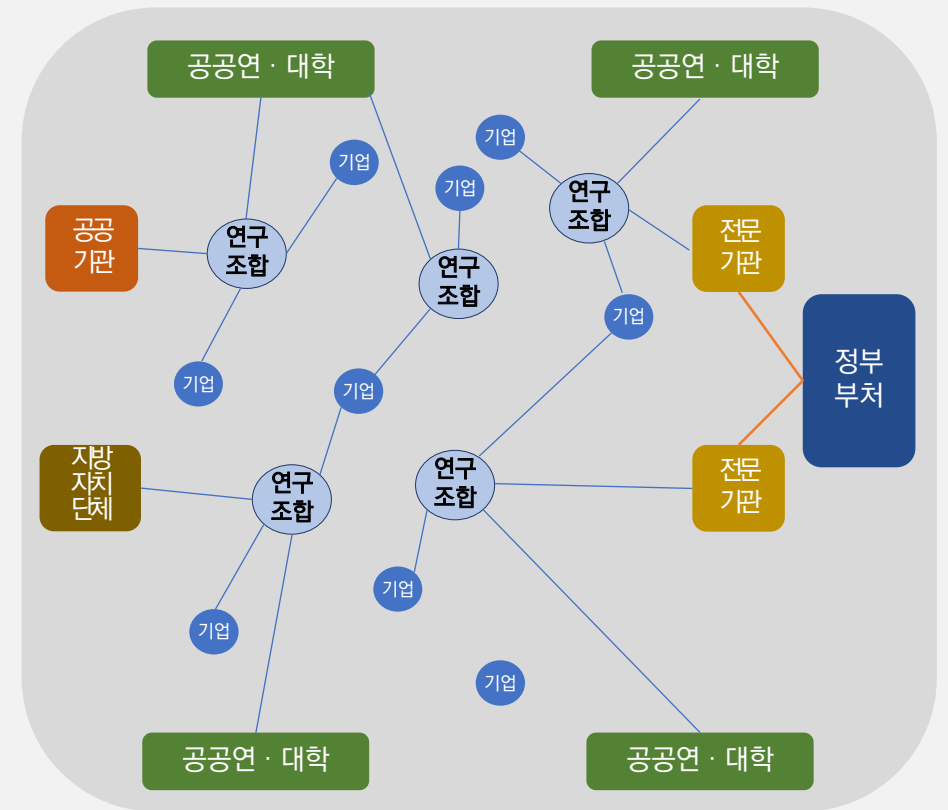 공공연 · 대학
공공연 · 대학
기업
기업
기업
연구
조합
공공
기관
연구
조합
전문
기관
연구
조합
기업
정부
부처
기업
기업
지방
자치
단체
연구
조합
연구
조합
전문
기관
기업
기업
기업
공공연 · 대학
공공연 · 대학